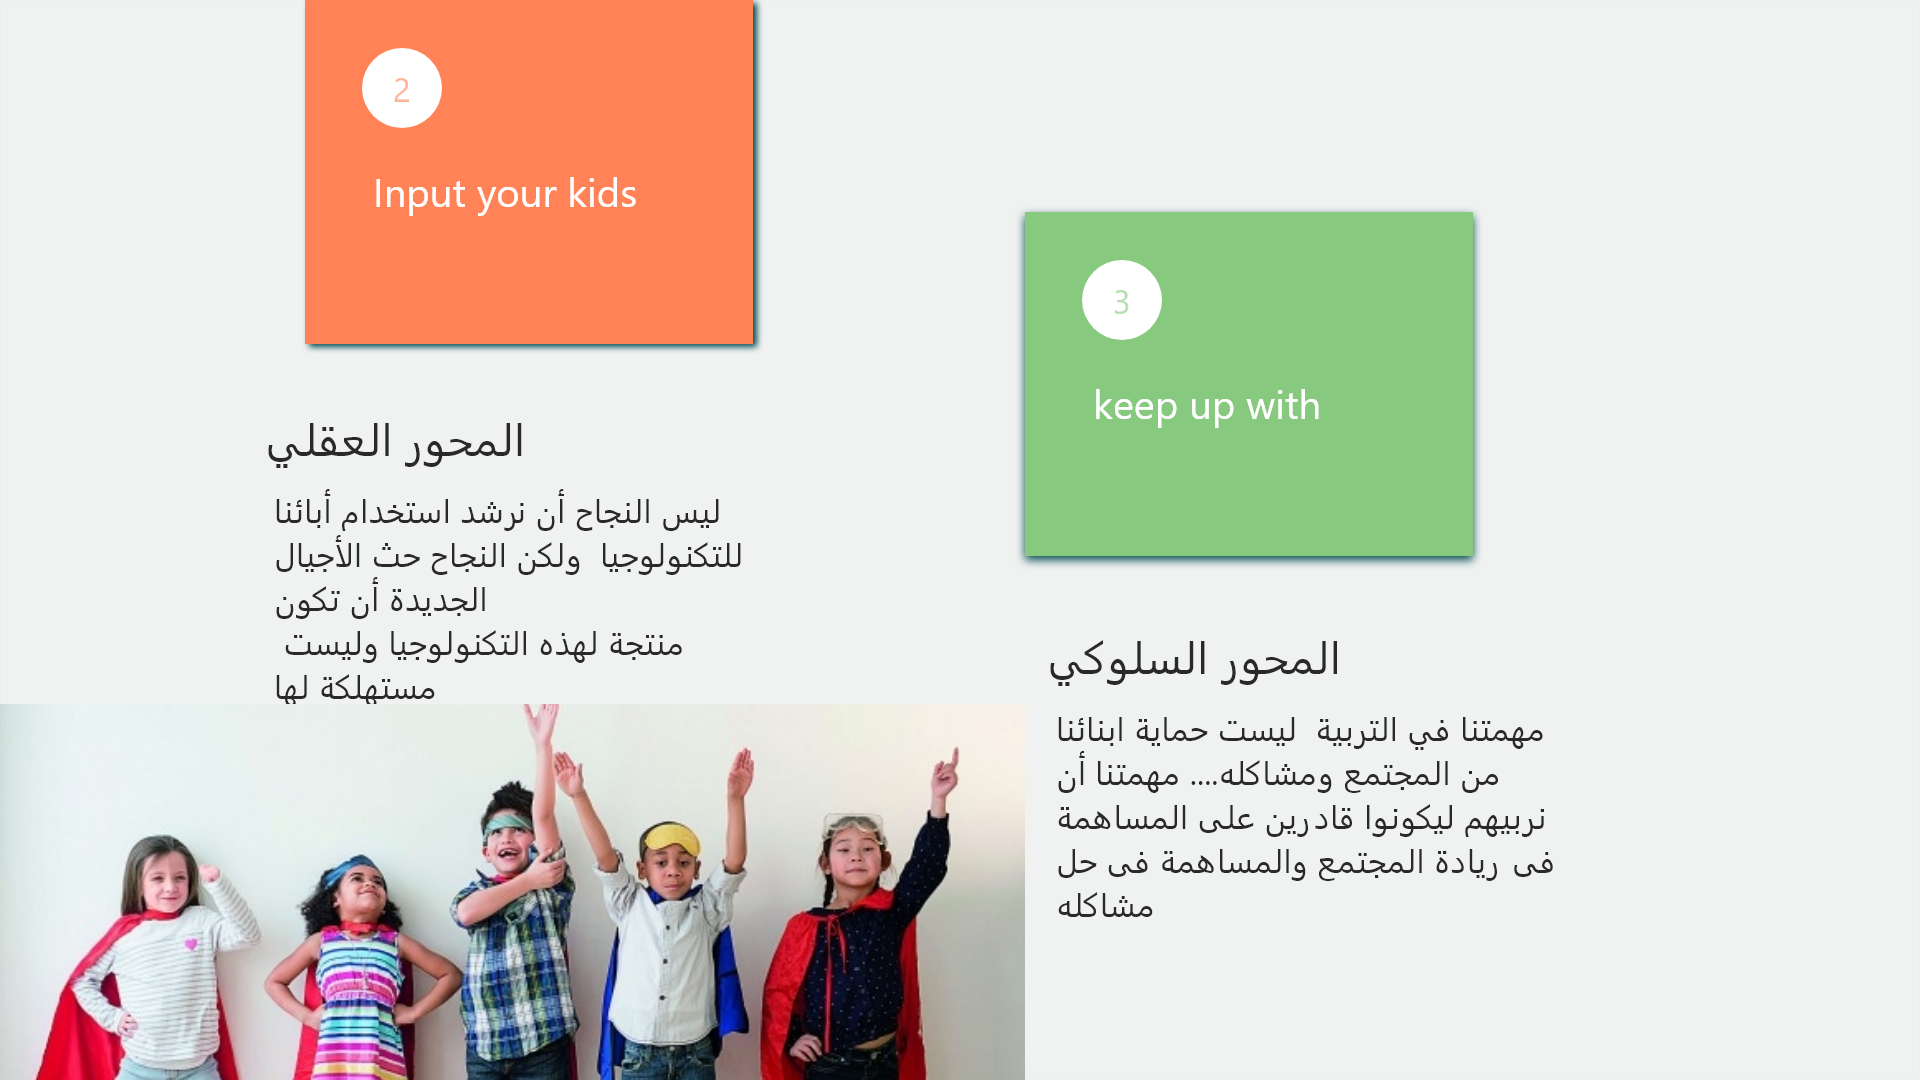 2
Input your kids
المحور العقلي
ليس النجاح أن نرشد استخدام أبائنا
للتكنولوجيا  ولكن النجاح حث الأجيال
الجديدة أن تكون
منتجة لهذه التكنولوجيا وليست
مستهلكة لها
3
keep up with
المحور السلوكي
مهمتنا في التربية  ليست حماية ابنائنا
من المجتمع ومشاكله.... مهمتنا أن
نربيهم ليكونوا قادرين على المساهمة
فى ريادة المجتمع والمساهمة فى حل
مشاكله